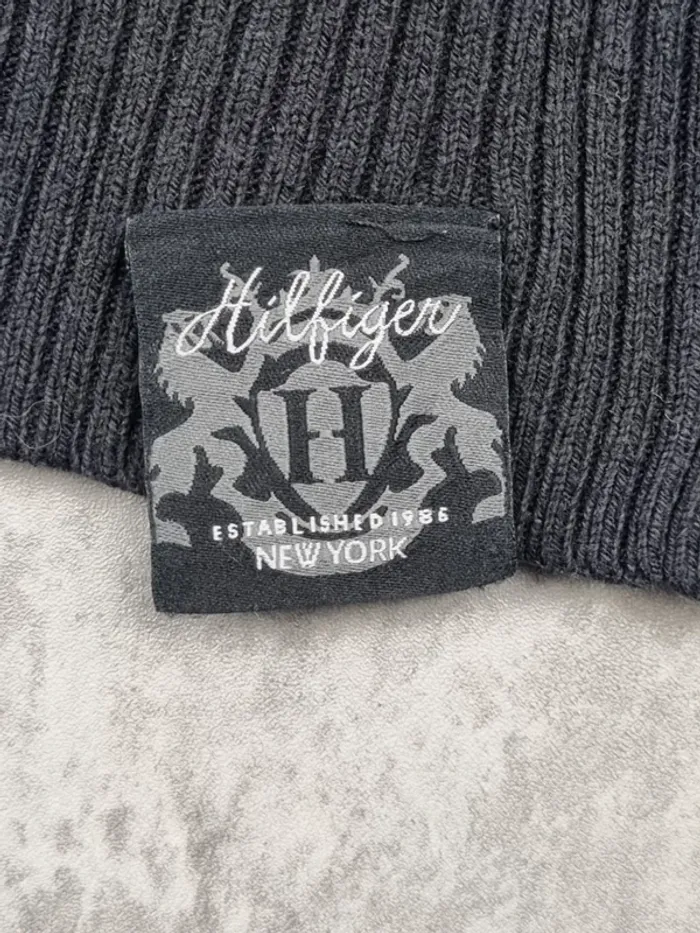 Hilfiger
H
ESTABLISHED 1986
NEW YORK